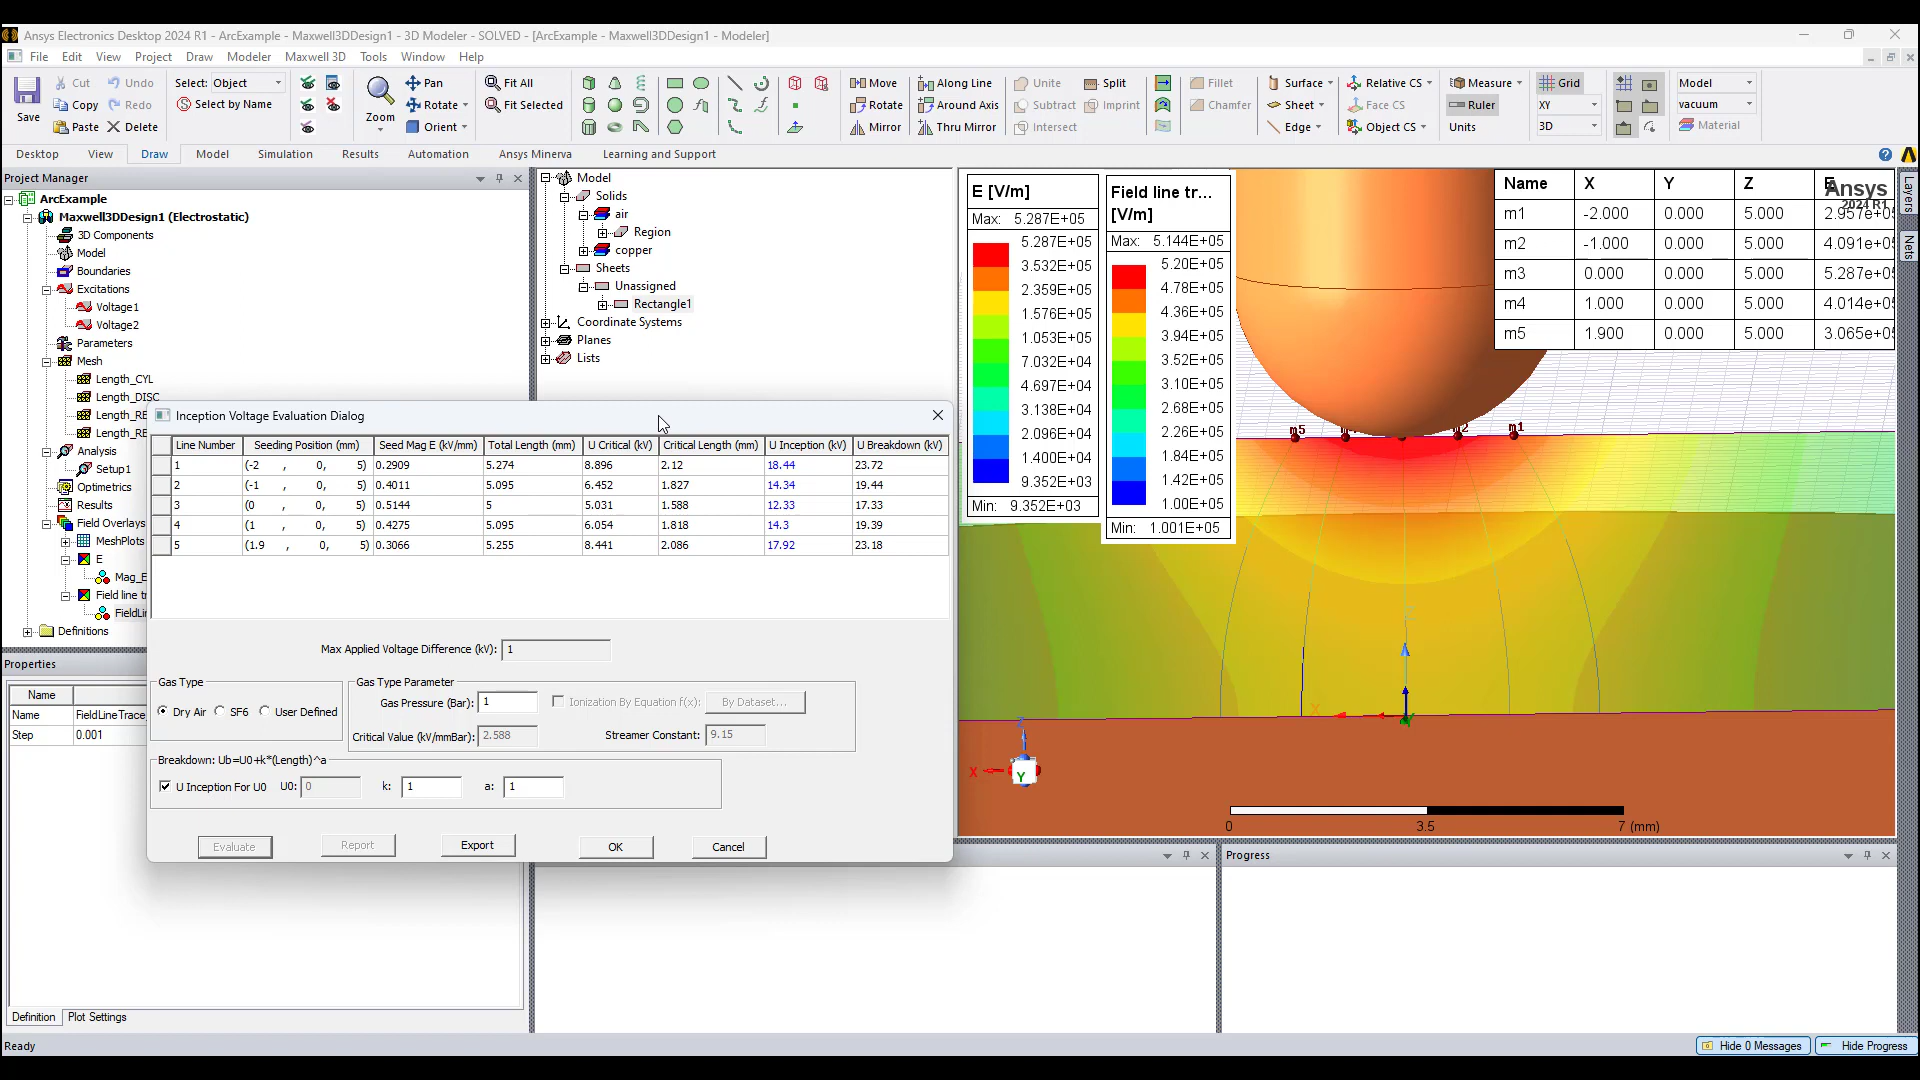 Ansys Electronics Desktop 2024 R1 - ArcExample - Maxwell3DDesign1 - 3D Modeler - SOLVED - [ArcExample - Maxwell3DDesign1 - Modeler]
File Edit View Project Draw Modeler Maxwell 3D Tools Window Help
Save
Cut Undo
Copy Redo
Paste Delete
Select: Object
Select by Name
Zoom
Pan
Rotate
Orient
Fit All
Fit Selected
Move Along Line
Rotate Around Axis
Mirror Thru Mirror
Unite Split
Subtract Imprint
Intersect
Fillet
Chamfer
Surface
Sheet
Edge
Relative CS
Face CS
Object CS
Measure
Ruler
Units
Grid
XY
3D
Model
vacuum
Material
Desktop View Draw Model Simulation Results Automation Ansys Minerva Learning and Support
Project Manager
ArcExample
Maxwell3DDesign1 (Electrostatic)
3D Components
Model
Boundaries
Excitations
Voltage1
Voltage2
Parameters
Mesh
Length_CYL
Length_DISC
Length_RE
Length_RE
Analysis
Setup1
Optimetrics
Results
Field Overlays
MeshPlots
E
Mag_E
Field line tr
FieldLi
Definitions
Model
Solids
air
Region
copper
Sheets
Unassigned
Rectangle1
Coordinate Systems
Planes
Lists
Properties
Name
Name FieldLineTrace_
Step 0.001
Definition Plot Settings
Inception Voltage Evaluation Dialog
Line Number Seeding Position (mm) Seed Mag E (kV/mm) Total Length (mm) U Critical (kV) Critical Length (mm) U Inception (kV) U Breakdown (kV)
1 (-2 , 0, 5) 0.2909 5.274 8.896 2.12 18.44 23.72
2 (-1 , 0, 5) 0.4011 5.095 6.452 1.827 14.34 19.44
3 (0 , 0, 5) 0.5144 5 5.031 1.588 12.33 17.33
4 (1 , 0, 5) 0.4275 5.095 6.054 1.818 14.3 19.39
5 (1.9 , 0, 5) 0.3066 5.255 8.441 2.086 17.92 23.18
Max Applied Voltage Difference (kV): 1
Gas Type
Dry Air SF6 User Defined
Gas Type Parameter
Gas Pressure (Bar): 1 Ionization By Equation f(x): By Dataset...
Critical Value (kV/mmBar): 2.588 Streamer Constant: 9.15
Breakdown: Ub=U0+k*(Length)^a
U Inception For U0 U0: 0 k: 1 a: 1
Evaluate Report Export OK Cancel
E [V/m]
Max: 5.287E+05
5.287E+05
3.532E+05
2.359E+05
1.576E+05
1.053E+05
7.032E+04
4.697E+04
3.138E+04
2.096E+04
1.400E+04
9.352E+03
Min: 9.352E+03
Field line tr...
[V/m]
Max: 5.144E+05
5.20E+05
4.78E+05
4.36E+05
3.94E+05
3.52E+05
3.10E+05
2.68E+05
2.26E+05
1.84E+05
1.42E+05
1.00E+05
Min: 1.001E+05
Name X Y Z E
m1 -2.000 0.000 5.000 2.957e+05
m2 -1.000 0.000 5.000 4.091e+05
m3 0.000 0.000 5.000 5.287e+05
m4 1.000 0.000 5.000 4.014e+05
m5 1.900 0.000 5.000 3.065e+05
Ansys
2024 R1
Layers
Nets
m5 m2 m1
X
Z
X Y
0 3.5 7 (mm)
Progress
Ready
Hide 0 Messages Hide Progress